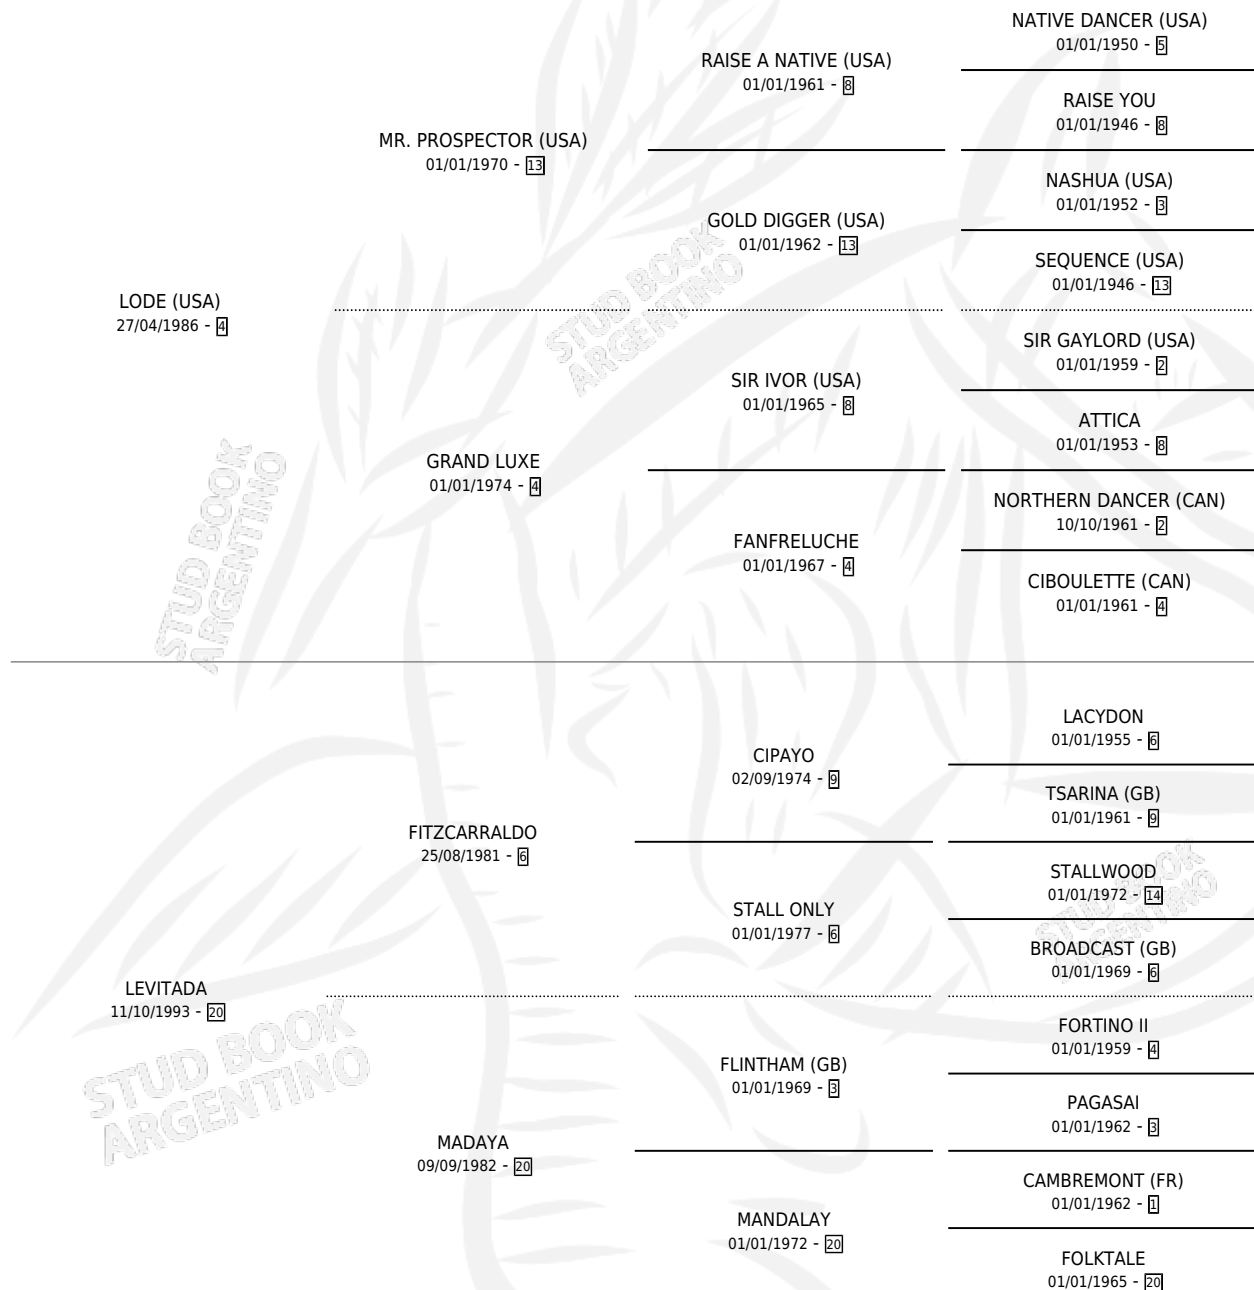 NATIVE DANCER (USA)
01/01/1950 - 5
RAISE A NATIVE (USA)
01/01/1961 - 8
RAISE YOU
01/01/1946 - 8
MR. PROSPECTOR (USA)
01/01/1970 - 13
NASHUA (USA)
01/01/1952 - 3
GOLD DIGGER (USA)
01/01/1962 - 13
SEQUENCE (USA)
01/01/1946 - 13
LODE (USA)
27/04/1986 - 4
STUD BOOK
ARGENTINO
SIR GAYLORD (USA)
01/01/1959 - 2
SIR IVOR (USA)
01/01/1965 - 8
ATTICA
01/01/1953 - 8
GRAND LUXE
01/01/1974 - 4
NORTHERN DANCER (CAN)
10/10/1961 - 2
FANFRELUCHE
01/01/1967 - 4
CIBOULETTE (CAN)
01/01/1961 - 4
STUD BOOK
ARGENTINO
LACYDON
01/01/1955 - 6
CIPAYO
02/09/1974 - 9
TSARINA (GB)
01/01/1961 - 9
FITZCARRALDO
25/08/1981 - 6
STALLWOOD
01/01/1972 - 14
STALL ONLY
01/01/1977 - 6
BROADCAST (GB)
01/01/1969 - 6
STUD BOOK
ARGENTINO
LEVITADA
11/10/1993 - 20
FORTINO II
01/01/1959 - 4
FLINTHAM (GB)
01/01/1969 - 3
PAGASAI
01/01/1962 - 3
STUD BOOK
ARGENTINO
MADAYA
09/09/1982 - 20
CAMBREMONT (FR)
01/01/1962 - 1
MANDALAY
01/01/1972 - 20
FOLKTALE
01/01/1965 - 20